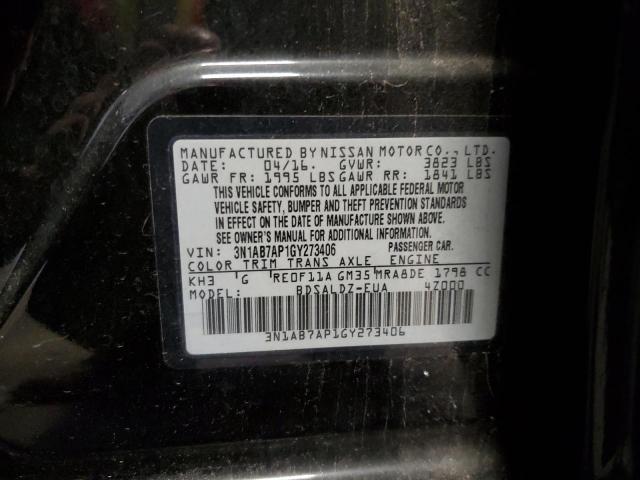 MANUFACTURED BY NISSAN MOTOR CO., LTD.
DATE: 04/16. GVWR: 3823 LBS
GAWR FR: 1995 LBS GAWR RR: 1841 LBS
THIS VEHICLE CONFORMS TO ALL APPLICABLE FEDERAL MOTOR
VEHICLE SAFETY, BUMPER AND THEFT PREVENTION STANDARDS
IN EFFECT ON THE DATE OF MANUFACTURE SHOWN ABOVE.
SEE OWNER'S MANUAL FOR ADDITIONAL INFORMATION.
VIN: 3N1AB7AP1GY273406 PASSENGER CAR.
COLOR TRIM TRANS AXLE ENGINE
KH3 G RE0F11A GM35 MRA8DE 1798 CC
MODEL: BDSALDZ-EUA 47000
3N1AB7AP1GY273406